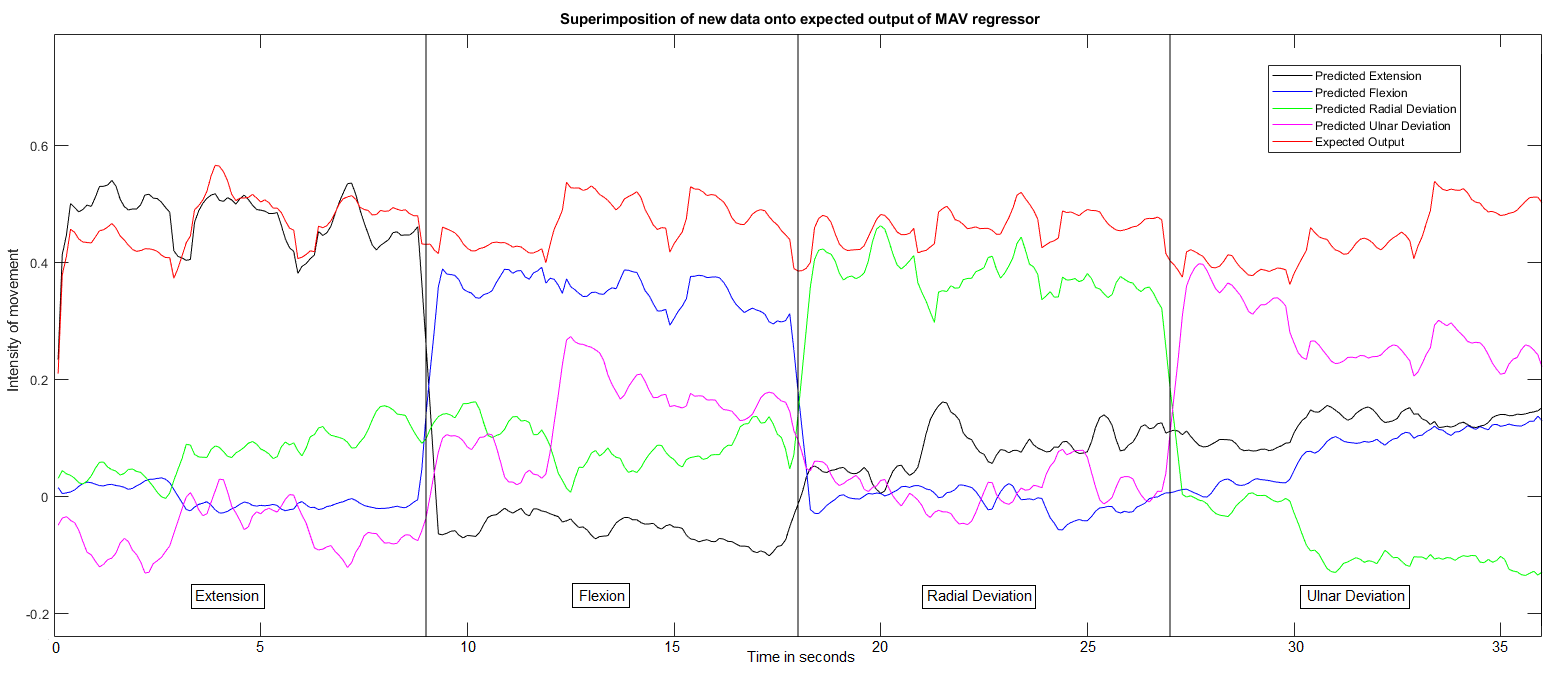 Superimposition of new data onto expected output of MAV regressor
Predicted Extension
Predicted Flexion
Predicted Radial Deviation
Predicted Ulnar Deviation
Expected Output
Intensity of movement
0.6
0.4
0.2
0
-0.2
Extension
Flexion
Radial Deviation
Ulnar Deviation
0 5 10 15 20 25 30 35
Time in seconds